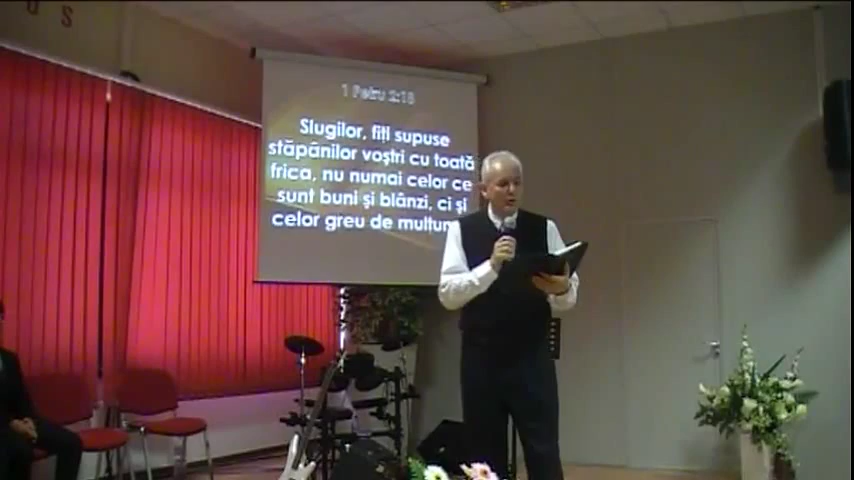 1 Petru 2:18
Slugilor, fiţi supuse
stăpânilor voştri cu toată
frica, nu numai celor ce
sunt buni şi blânzi, ci şi
celor greu de